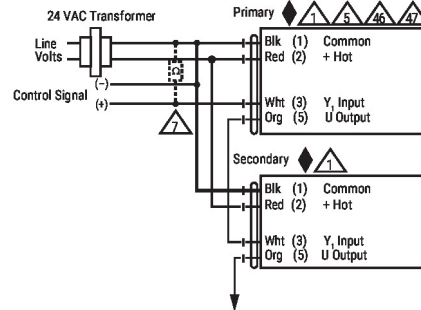 24 VAC Transformer
Primary 1 5 46 47
Line
Volts
Blk (1) Common
Red (2) + Hot
(−)
Control Signal (+)
Ω
7
Wht (3) Y₁ Input
Org (5) U Output
Secondary 1
Blk (1) Common
Red (2) + Hot
Wht (3) Y₁ Input
Org (5) U Output